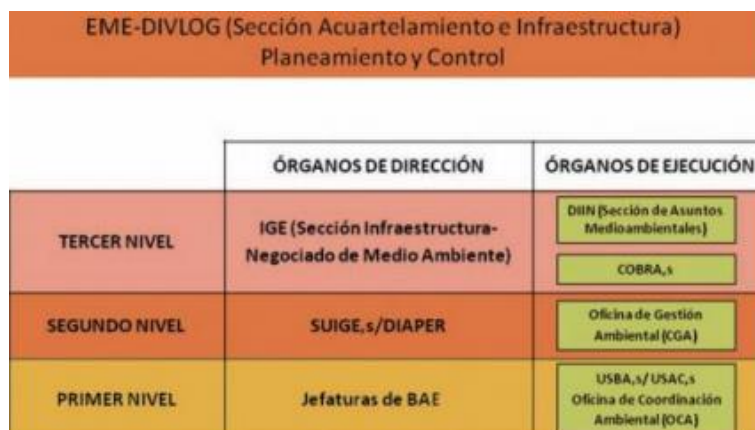 EME-DIVLOG (Sección Acuartelamiento e Infraestructura)
Planeamiento y Control
ÓRGANOS DE DIRECCIÓN
ÓRGANOS DE EJECUCIÓN
TERCER NIVEL
IGE (Sección Infraestructura-
Negociado de Medio Ambiente)
DIIN (Sección de Asuntos
Medioambientales)
COBRA,s
SEGUNDO NIVEL
SUIGE,s/DIAPER
Oficina de Gestión
Ambiental (CGA)
PRIMER NIVEL
Jefaturas de BAE
USBA,s/ USAC,s
Oficina de Coordinación
Ambiental (OCA)